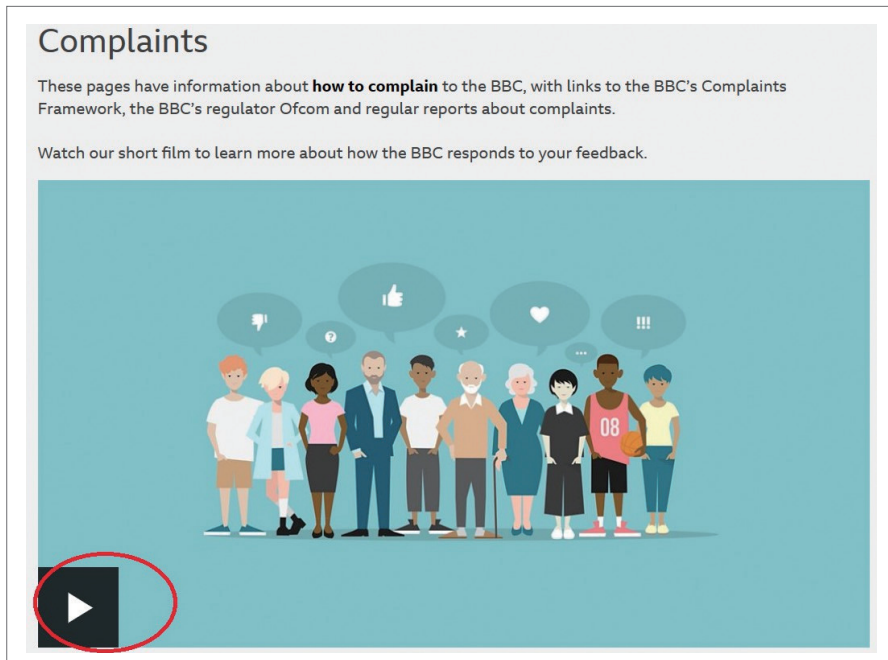 Complaints
These pages have information about how to complain to the BBC, with links to the BBC's Complaints
Framework, the BBC's regulator Ofcom and regular reports about complaints.
Watch our short film to learn more about how the BBC responds to your feedback.
?
...
!!!
08